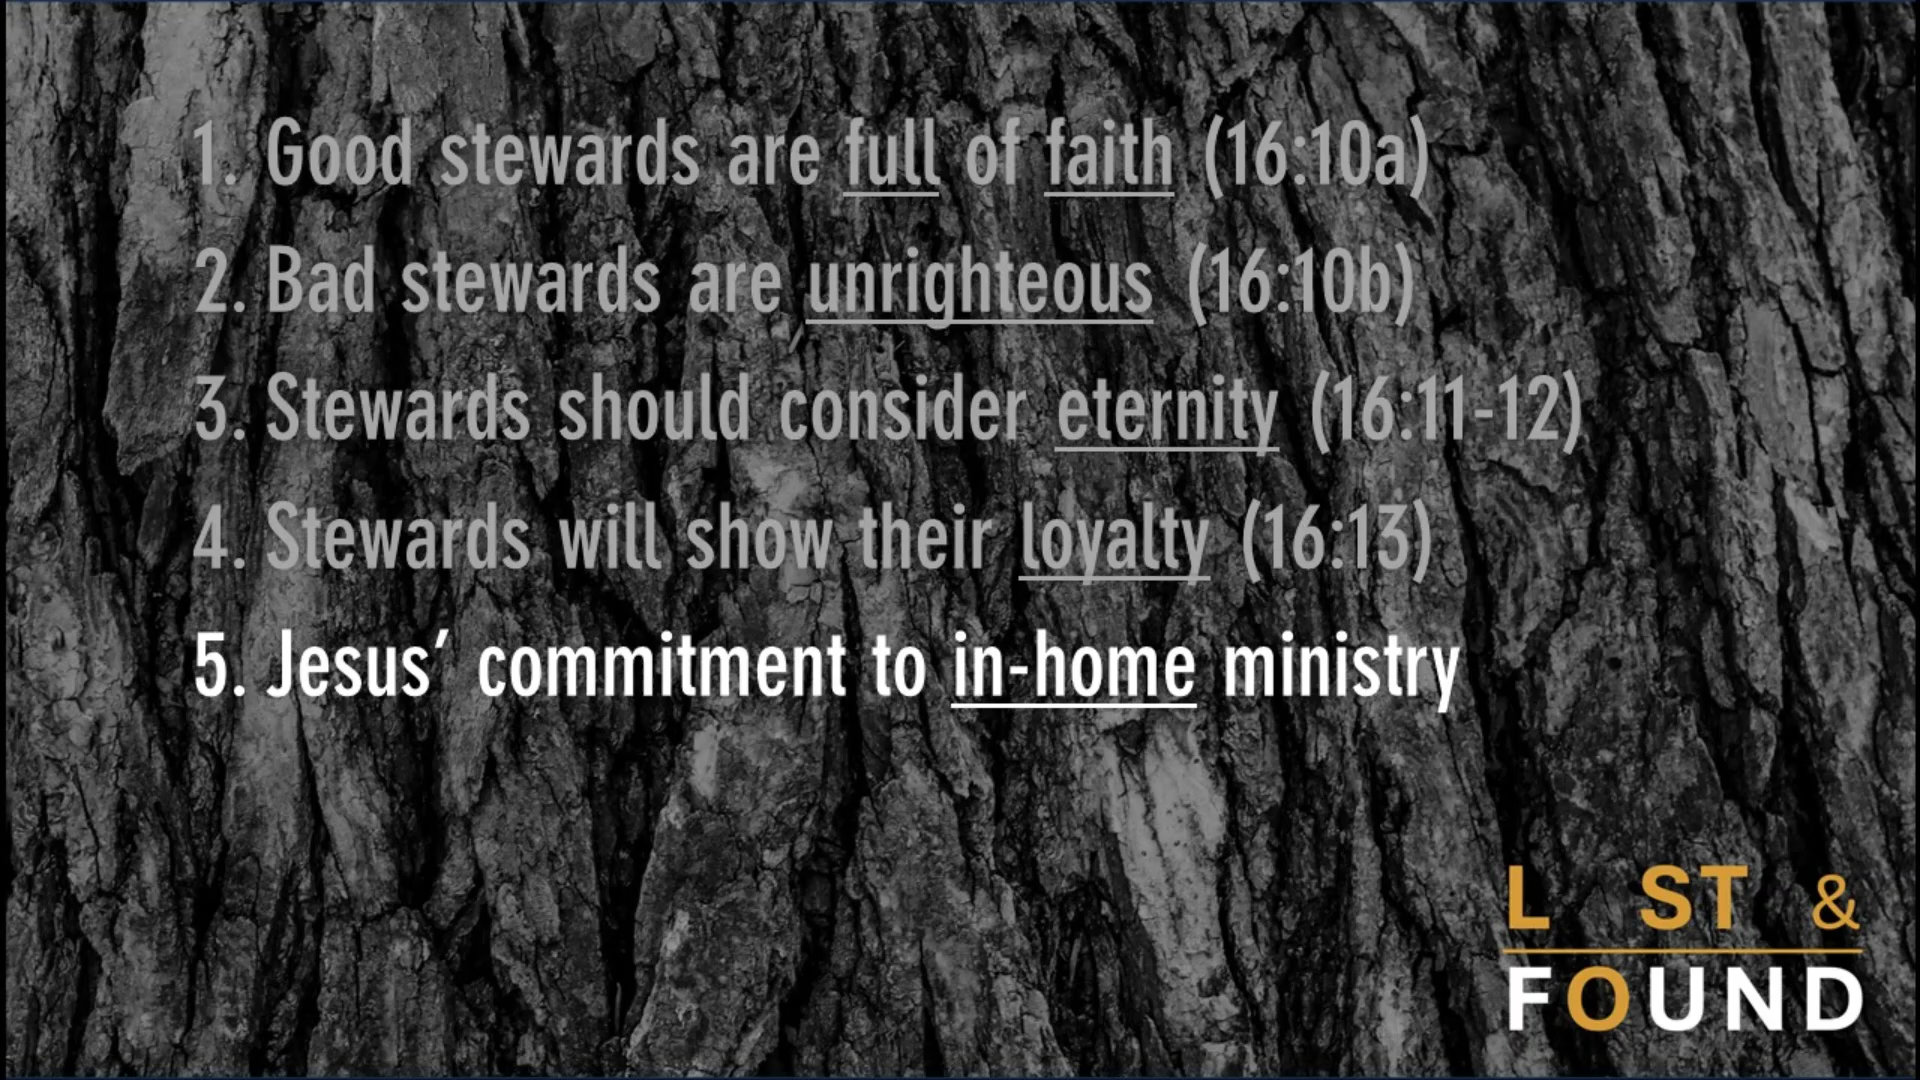 1. Good stewards are full of faith (16:10a)
2. Bad stewards are unrighteous (16:10b)
3. Stewards should consider eternity (16:11-12)
4. Stewards will show their loyalty (16:13)
5. Jesus’ commitment to in-home ministry
L ST &
FOUND